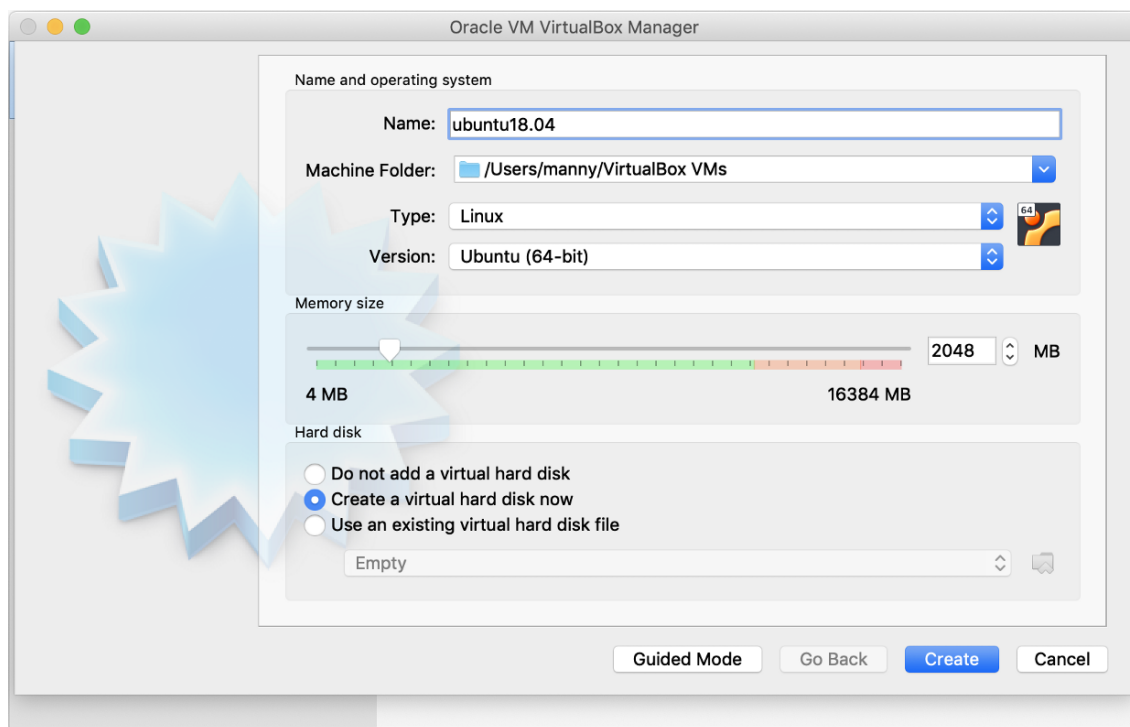 Oracle VM VirtualBox Manager
Name and operating system
Name: ubuntu18.04
Machine Folder: /Users/manny/VirtualBox VMs
Type: Linux
64
Version: Ubuntu (64-bit)
Memory size
2048 MB
4 MB 16384 MB
Hard disk
Do not add a virtual hard disk
Create a virtual hard disk now
Use an existing virtual hard disk file
Empty
Guided Mode Go Back Create Cancel